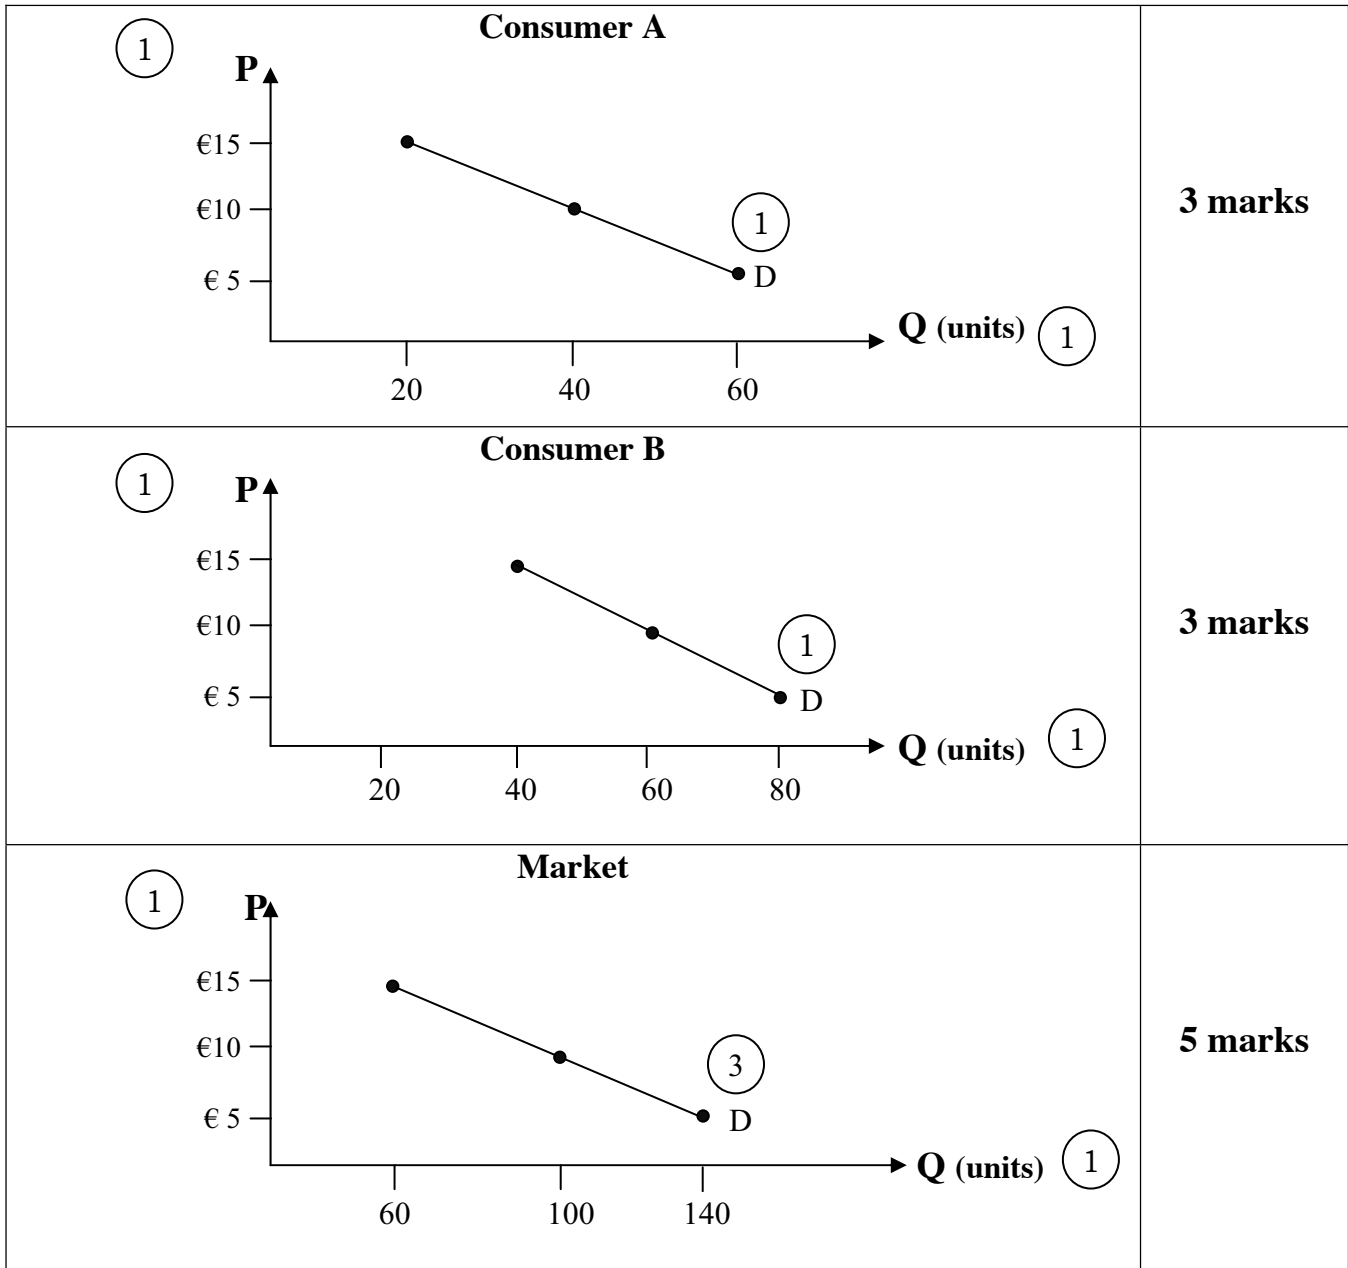 Consumer A
1
P
€15
€10
1
€ 5
D
Q (units)
1
20 40 60
3 marks
Consumer B
1
P
€15
€10
1
€ 5
D
Q (units)
1
20 40 60 80
3 marks
Market
1
P
€15
€10
3
€ 5
D
Q (units)
1
60 100 140
5 marks